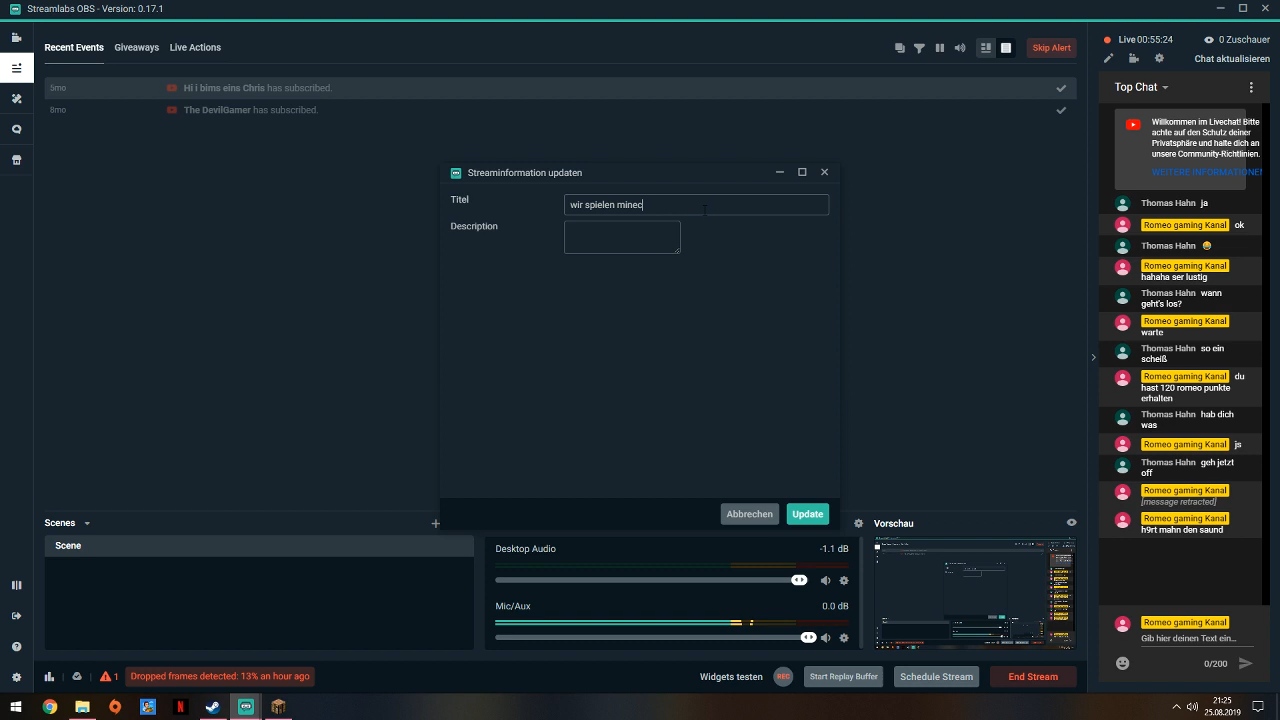 Streamlabs OBS - Version: 0.17.1
Recent Events
Giveaways
Live Actions
Skip Alert
5mo
Hi i bims eins Chris has subscribed.
8mo
The DevilGamer has subscribed.
Streaminformation updaten
Titel
wir spielen minec
Description
Abbrechen
Update
Live 00:55:24
0 Zuschauer
Chat aktualisieren
Top Chat
Willkommen im Livechat! Bitte
achte auf den Schutz deiner
Privatsphäre und halte dich an
unsere Community-Richtlinien.
WEITERE INFORMATIONEN
Thomas Hahn ja
Romeo gaming Kanal ok
Thomas Hahn
Romeo gaming Kanal
hahaha ser lustig
Thomas Hahn wann
geht's los?
Romeo gaming Kanal
warte
Thomas Hahn so ein
scheiß
Romeo gaming Kanal du
hast 120 romeo punkte
erhalten
Thomas Hahn hab dich
was
Romeo gaming Kanal js
Thomas Hahn geh jetzt
off
Romeo gaming Kanal
[message retracted]
Romeo gaming Kanal
h9rt mahn den saund
Romeo gaming Kanal
Gib hier deinen Text ein...
0/200
Scenes
Scene
Desktop Audio
-1.1 dB
Mic/Aux
0.0 dB
Vorschau
1
Dropped frames detected: 13% an hour ago
Widgets testen
REC
Start Replay Buffer
Schedule Stream
End Stream
21:25
25.08.2019